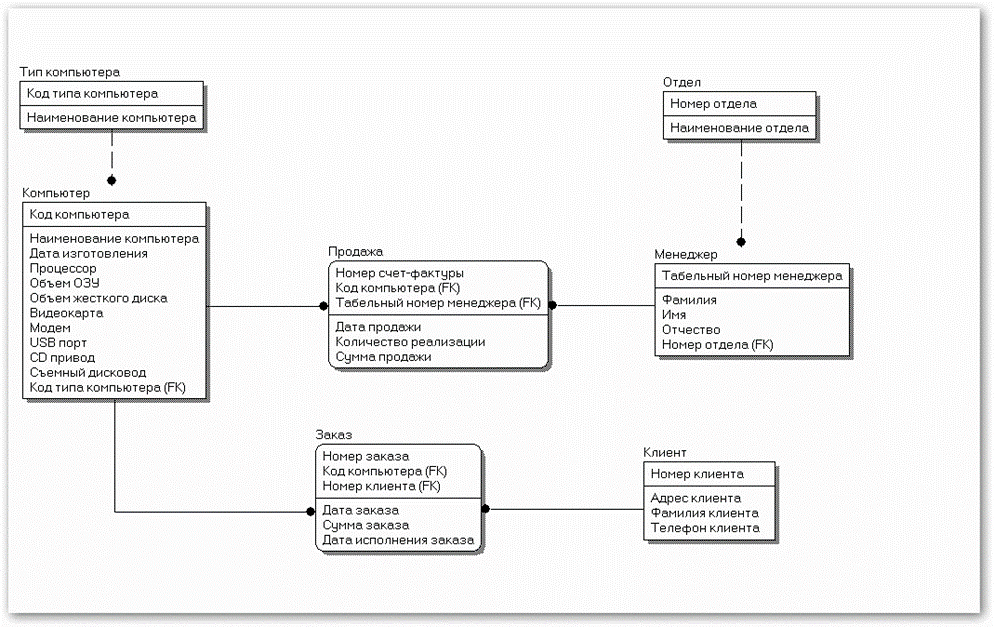 Тип компьютера
Код типа компьютера
Наименование компьютера
Отдел
Номер отдела
Наименование отдела
Компьютер
Код компьютера
Наименование компьютера
Дата изготовления
Процессор
Объем ОЗУ
Объем жесткого диска
Видеокарта
Модем
USB порт
CD привод
Съемный дисковод
Код типа компьютера (FK)
Продажа
Номер счет-фактуры
Код компьютера (FK)
Табельный номер менеджера (FK)
Дата продажи
Количество реализации
Сумма продажи
Менеджер
Табельный номер менеджера
Фамилия
Имя
Отчество
Номер отдела (FK)
Заказ
Номер заказа
Код компьютера (FK)
Номер клиента (FK)
Дата заказа
Сумма заказа
Дата исполнения заказа
Клиент
Номер клиента
Адрес клиента
Фамилия клиента
Телефон клиента